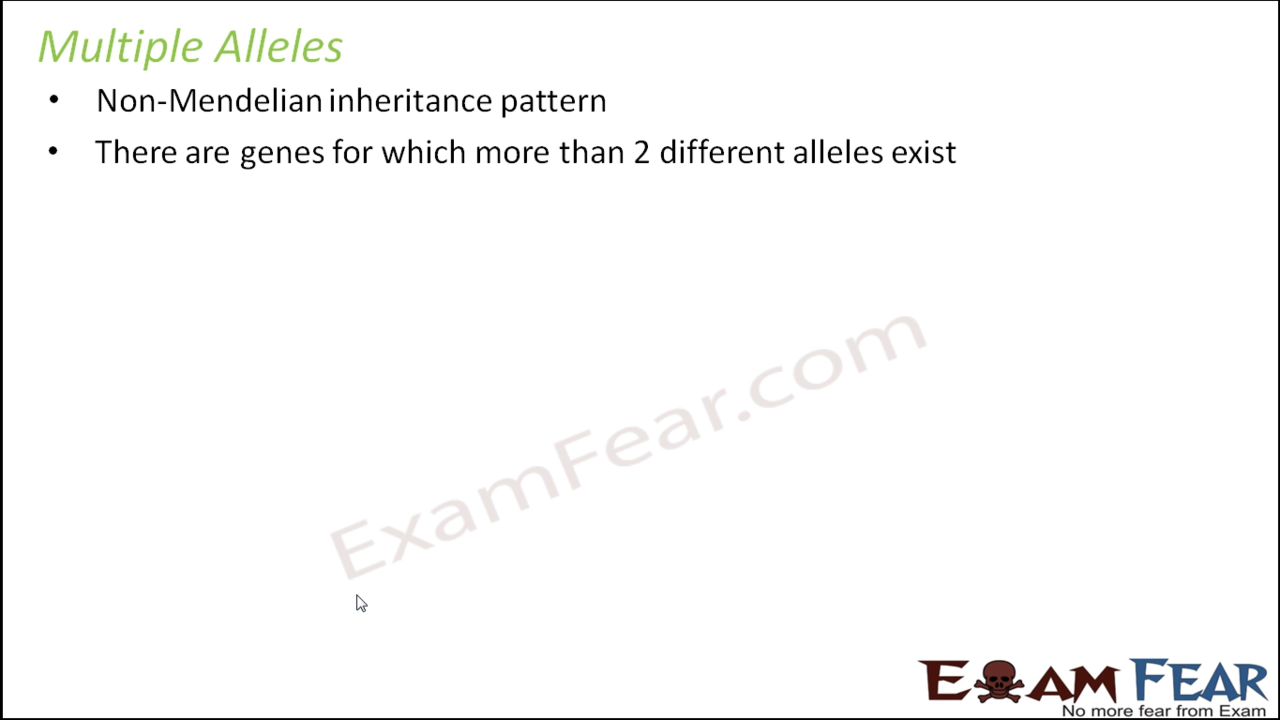 Multiple Alleles
• Non-Mendelian inheritance pattern
• There are genes for which more than 2 different alleles exist
ExamFear.com
EXAM FEAR
No more fear from Exam